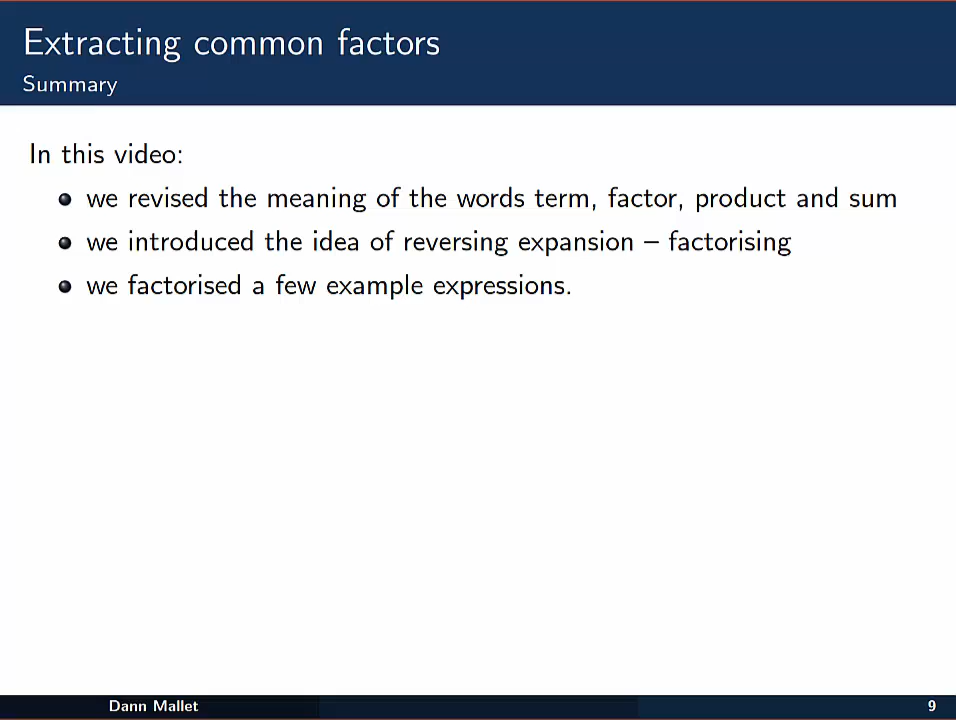 Extracting common factors
Summary
In this video:
we revised the meaning of the words term, factor, product and sum
we introduced the idea of reversing expansion – factorising
we factorised a few example expressions.
Dann Mallet
9